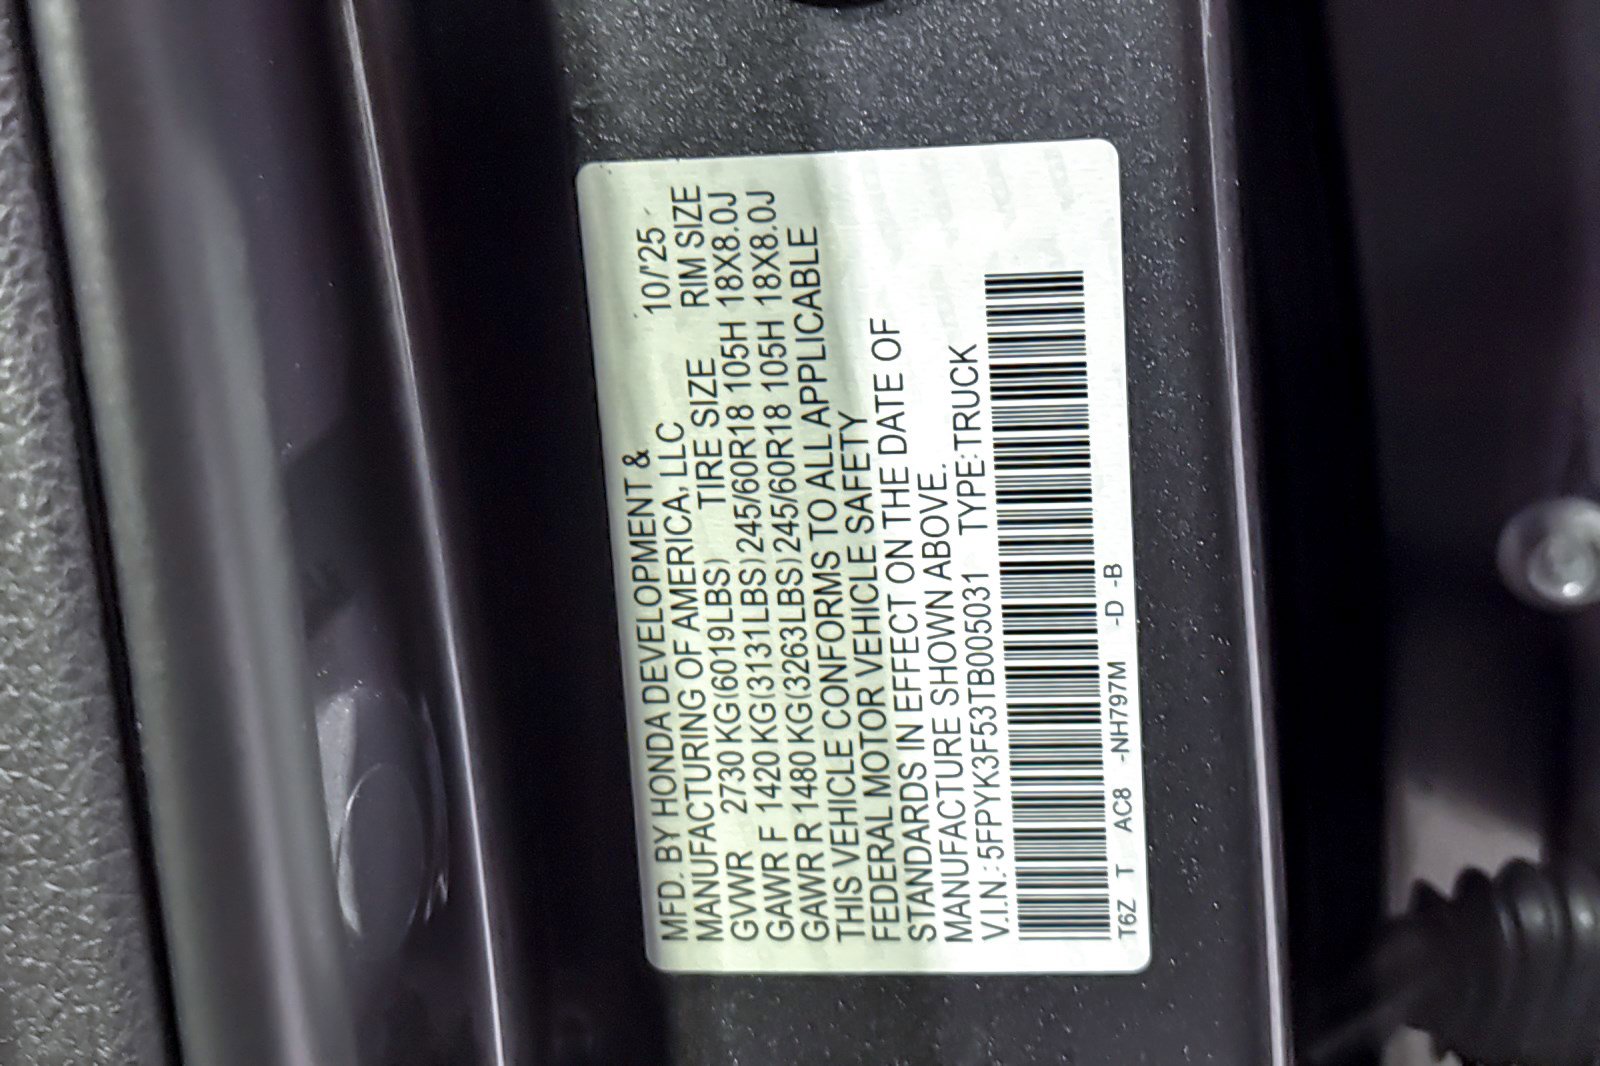 MFD. BY HONDA DEVELOPMENT &
MANUFACTURING OF AMERICA, LLC 10/'25
GVWR 2730 KG(6019LBS) TIRE SIZE RIM SIZE
GAWR F 1420 KG(3131LBS) 245/60R18 105H 18X8.0J
GAWR R 1480 KG(3263LBS) 245/60R18 105H 18X8.0J
THIS VEHICLE CONFORMS TO ALL APPLICABLE
FEDERAL MOTOR VEHICLE SAFETY
STANDARDS IN EFFECT ON THE DATE OF
MANUFACTURE SHOWN ABOVE.
V.I.N.: 5FPYK3F53TB005031 TYPE: TRUCK
T6Z T AC8 -NH797M -D -B